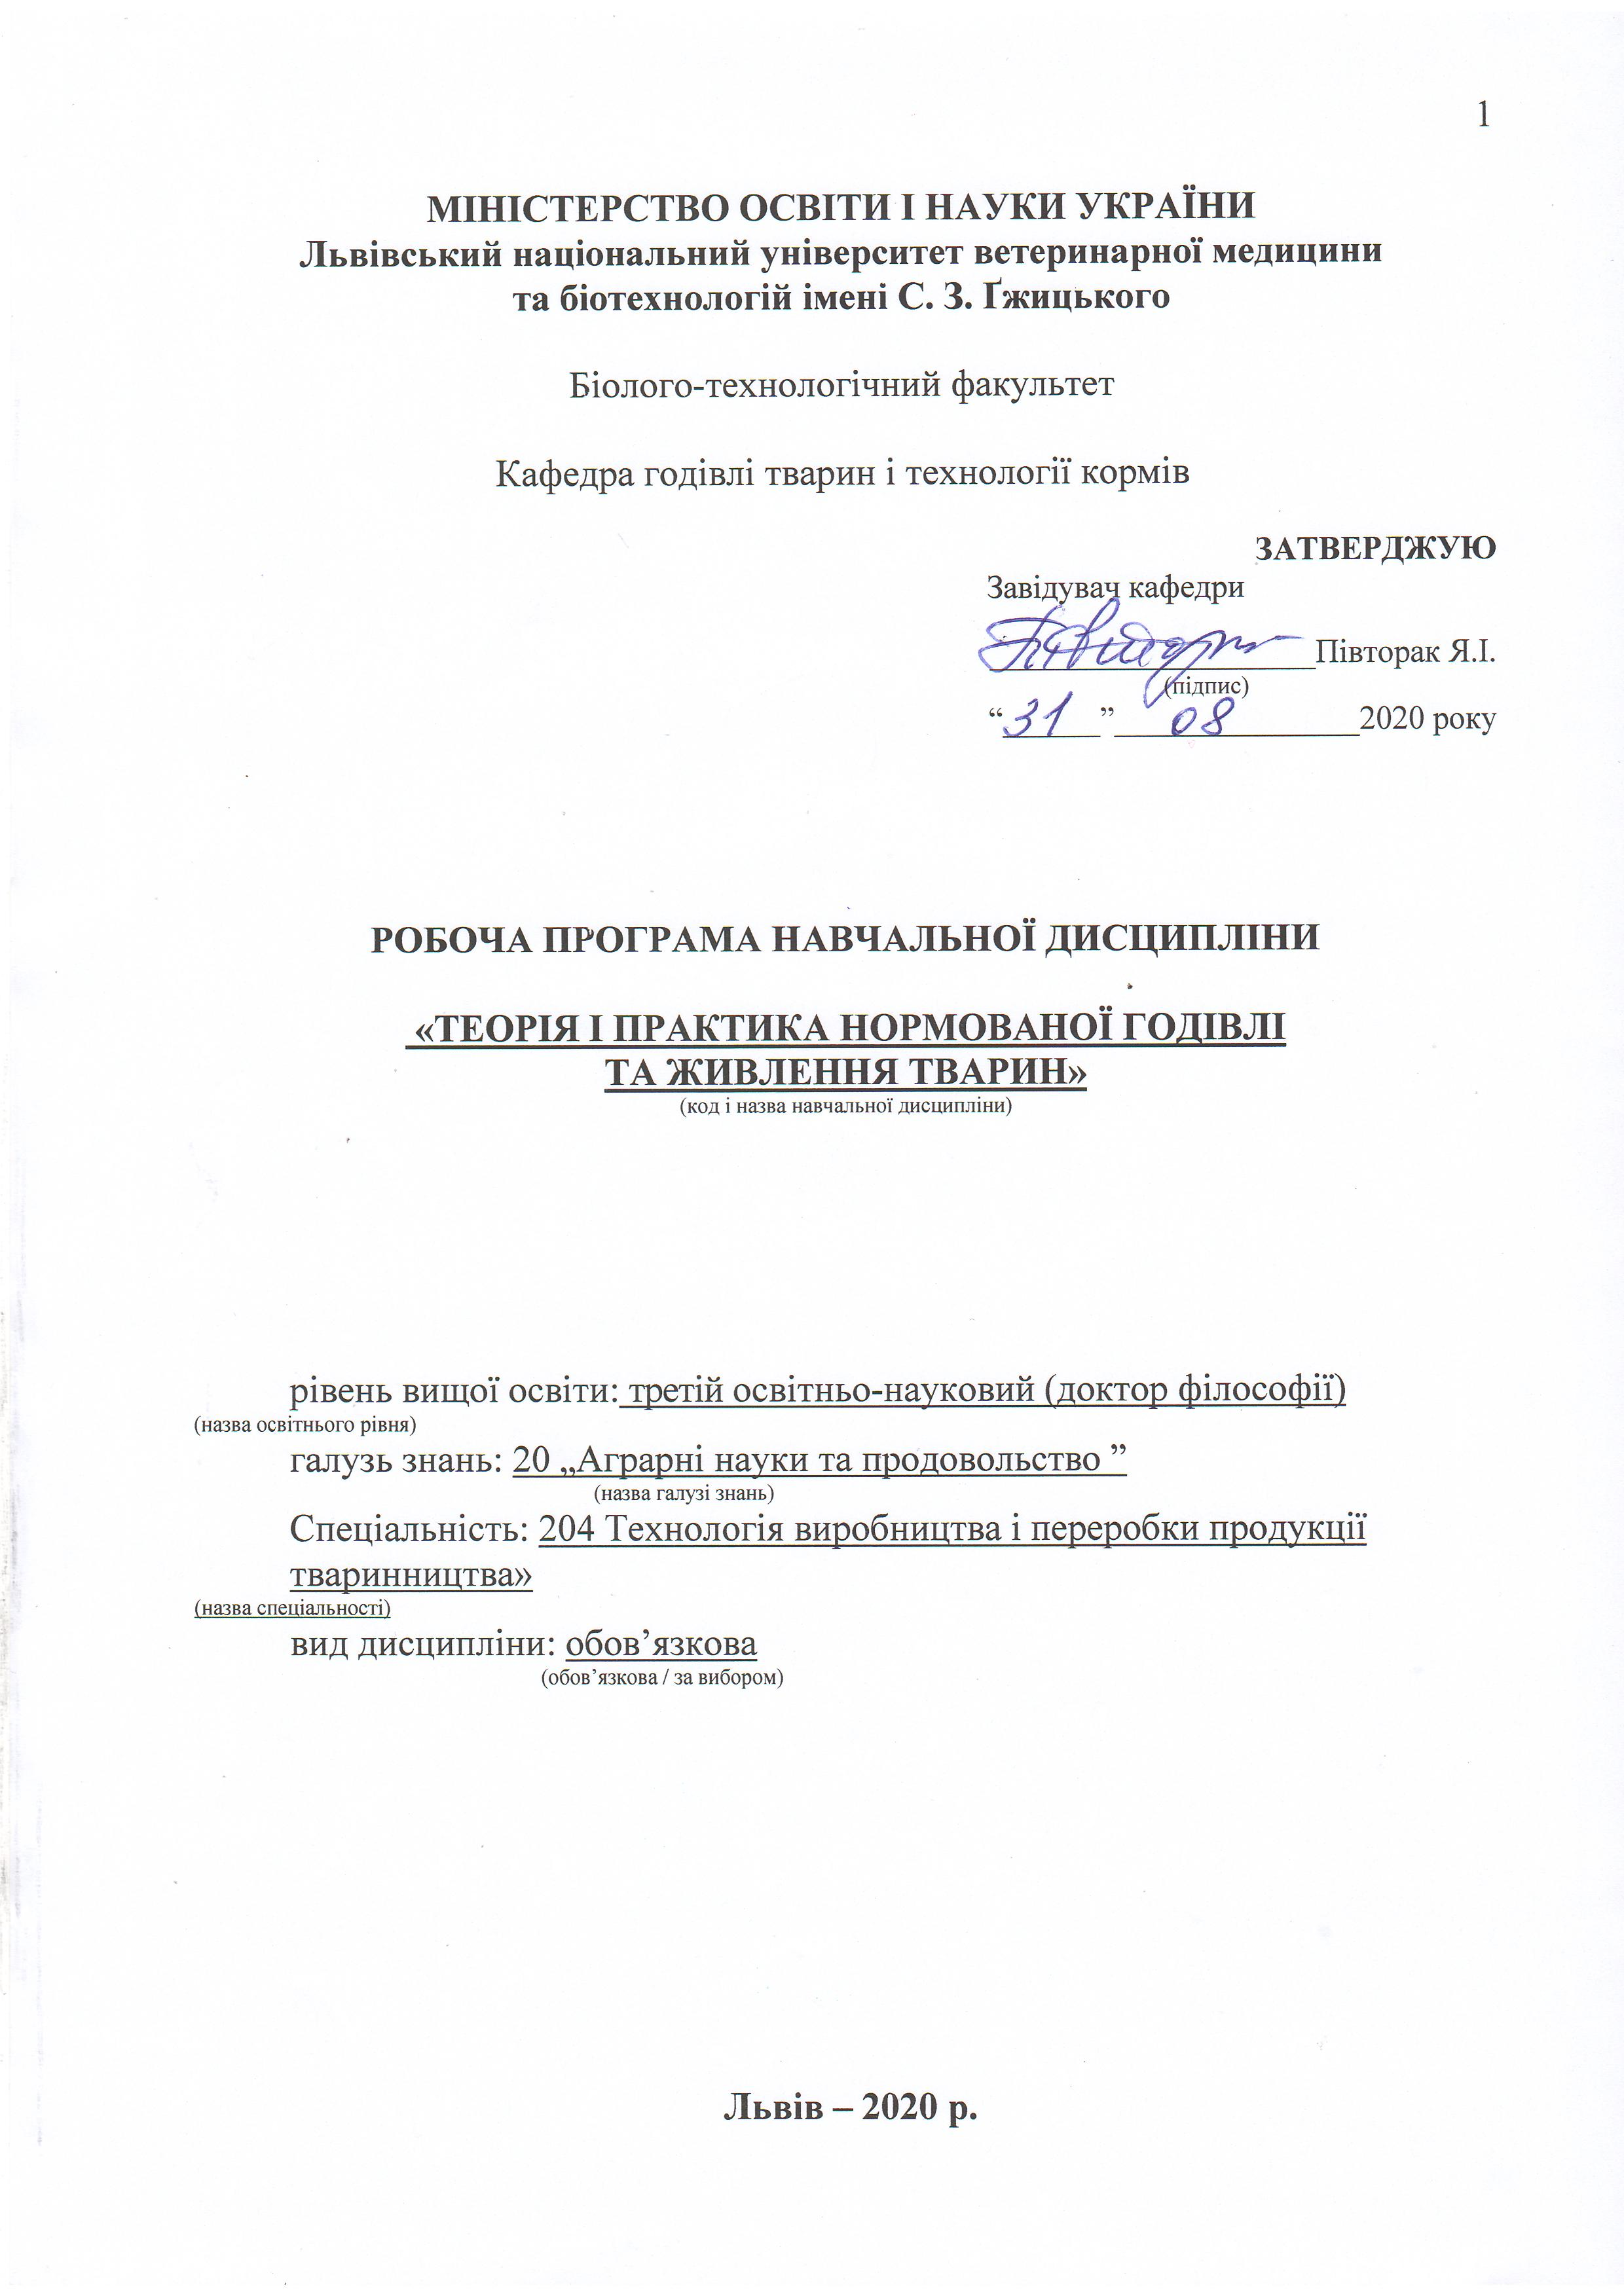 1
МІНІСТЕРСТВО ОСВІТИ І НАУКИ УКРАЇНИ
Львівський національний університет ветеринарної медицини
та біотехнологій імені С. З. Ґжицького
Біолого-технологічний факультет
Кафедра годівлі тварин і технології кормів
ЗАТВЕРДЖУЮ
Завідувач кафедри
Півторак Я.І.
(підпис)
“31” 08 2020 року
РОБОЧА ПРОГРАМА НАВЧАЛЬНОЇ ДИСЦИПЛІНИ
«ТЕОРІЯ І ПРАКТИКА НОРМОВАНОЇ ГОДІВЛІ
ТА ЖИВЛЕННЯ ТВАРИН»
(код і назва навчальної дисципліни)
рівень вищої освіти: третій освітньо-науковий (доктор філософії)
(назва освітнього рівня)
галузь знань: 20 „Аграрні науки та продовольство ”
(назва галузі знань)
Спеціальність: 204 Технологія виробництва і переробки продукції
тваринництва»
(назва спеціальності)
вид дисципліни: обов’язкова
(обов’язкова / за вибором)
Львів – 2020 р.